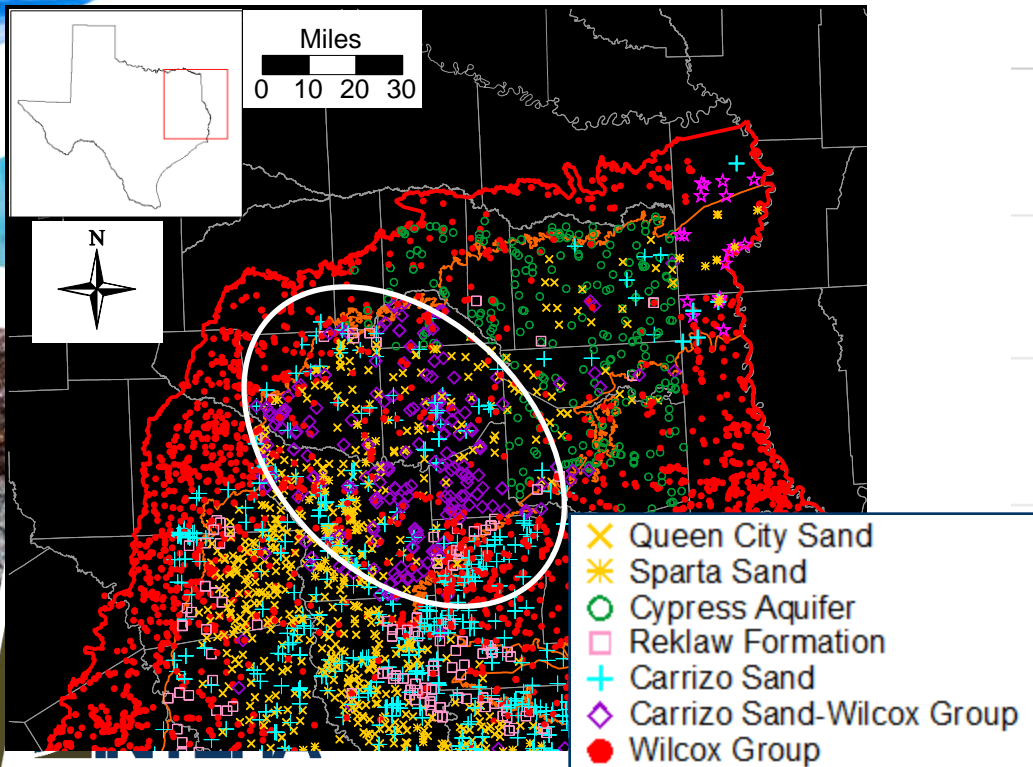 Miles
0 10 20 30
N
Queen City Sand
Sparta Sand
Cypress Aquifer
Reklaw Formation
Carrizo Sand
Carrizo Sand-Wilcox Group
Wilcox Group